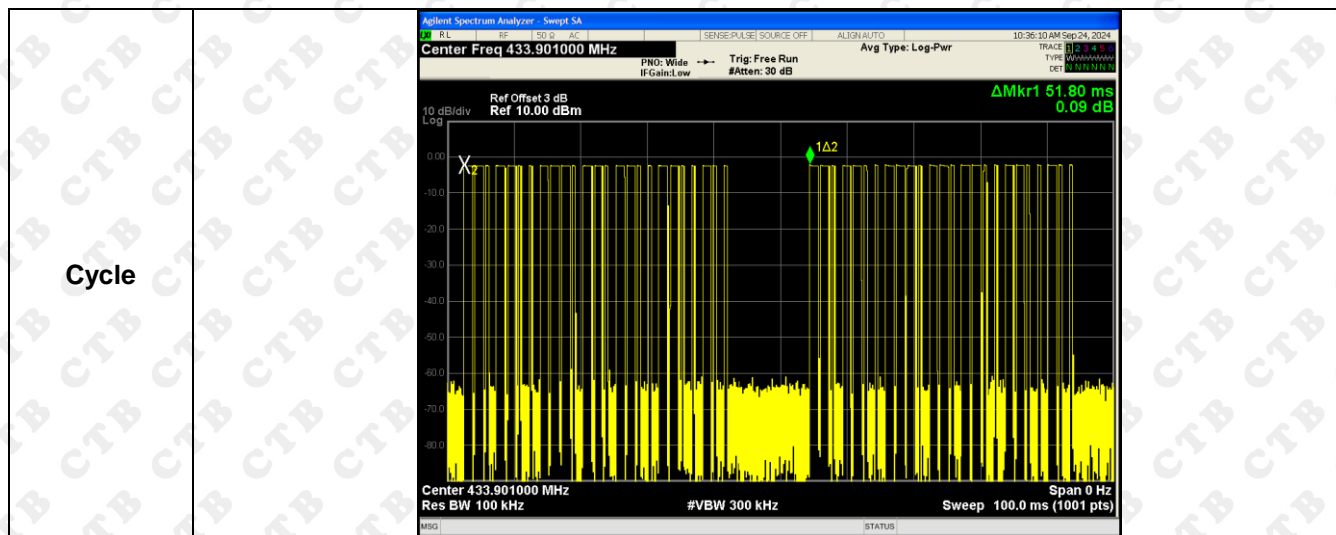 Cycle
Agilent Spectrum Analyzer - Swept SA
RL RF 50 Ω AC SENSE:PULSE SOURCE OFF ALIGN AUTO 10:36:10 AM Sep 24, 2024
Center Freq 433.901000 MHz
Avg Type: Log-Pwr
TRACE 1 2 3 4 5 6
PNO: Wide
Trig: Free Run
TYPE
IFGain:Low
#Atten: 30 dB
DET N N N N N N
ΔMkr1 51.80 ms
0.09 dB
Ref Offset 3 dB
10 dB/div Ref 10.00 dBm
Log
0.00
-10.0
-20.0
-30.0
-40.0
-50.0
-60.0
-70.0
-80.0
X2
1Δ2
Center 433.901000 MHz Span 0 Hz
Res BW 100 kHz #VBW 300 kHz Sweep 100.0 ms (1001 pts)
MSG STATUS
CTB